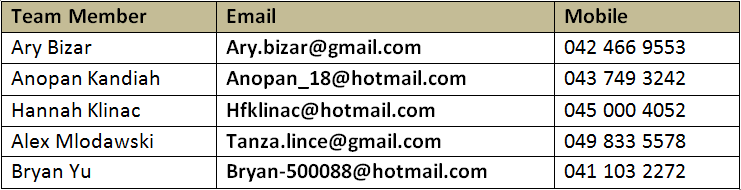 Team Member Email Mobile
Ary Bizar Ary.bizar@gmail.com 042 466 9553
Anopan Kandiah Anopan_18@hotmail.com 043 749 3242
Hannah Klinac Hfklinac@hotmail.com 045 000 4052
Alex Mlodawski Tanza.lince@gmail.com 049 833 5578
Bryan Yu Bryan-500088@hotmail.com 041 103 2272